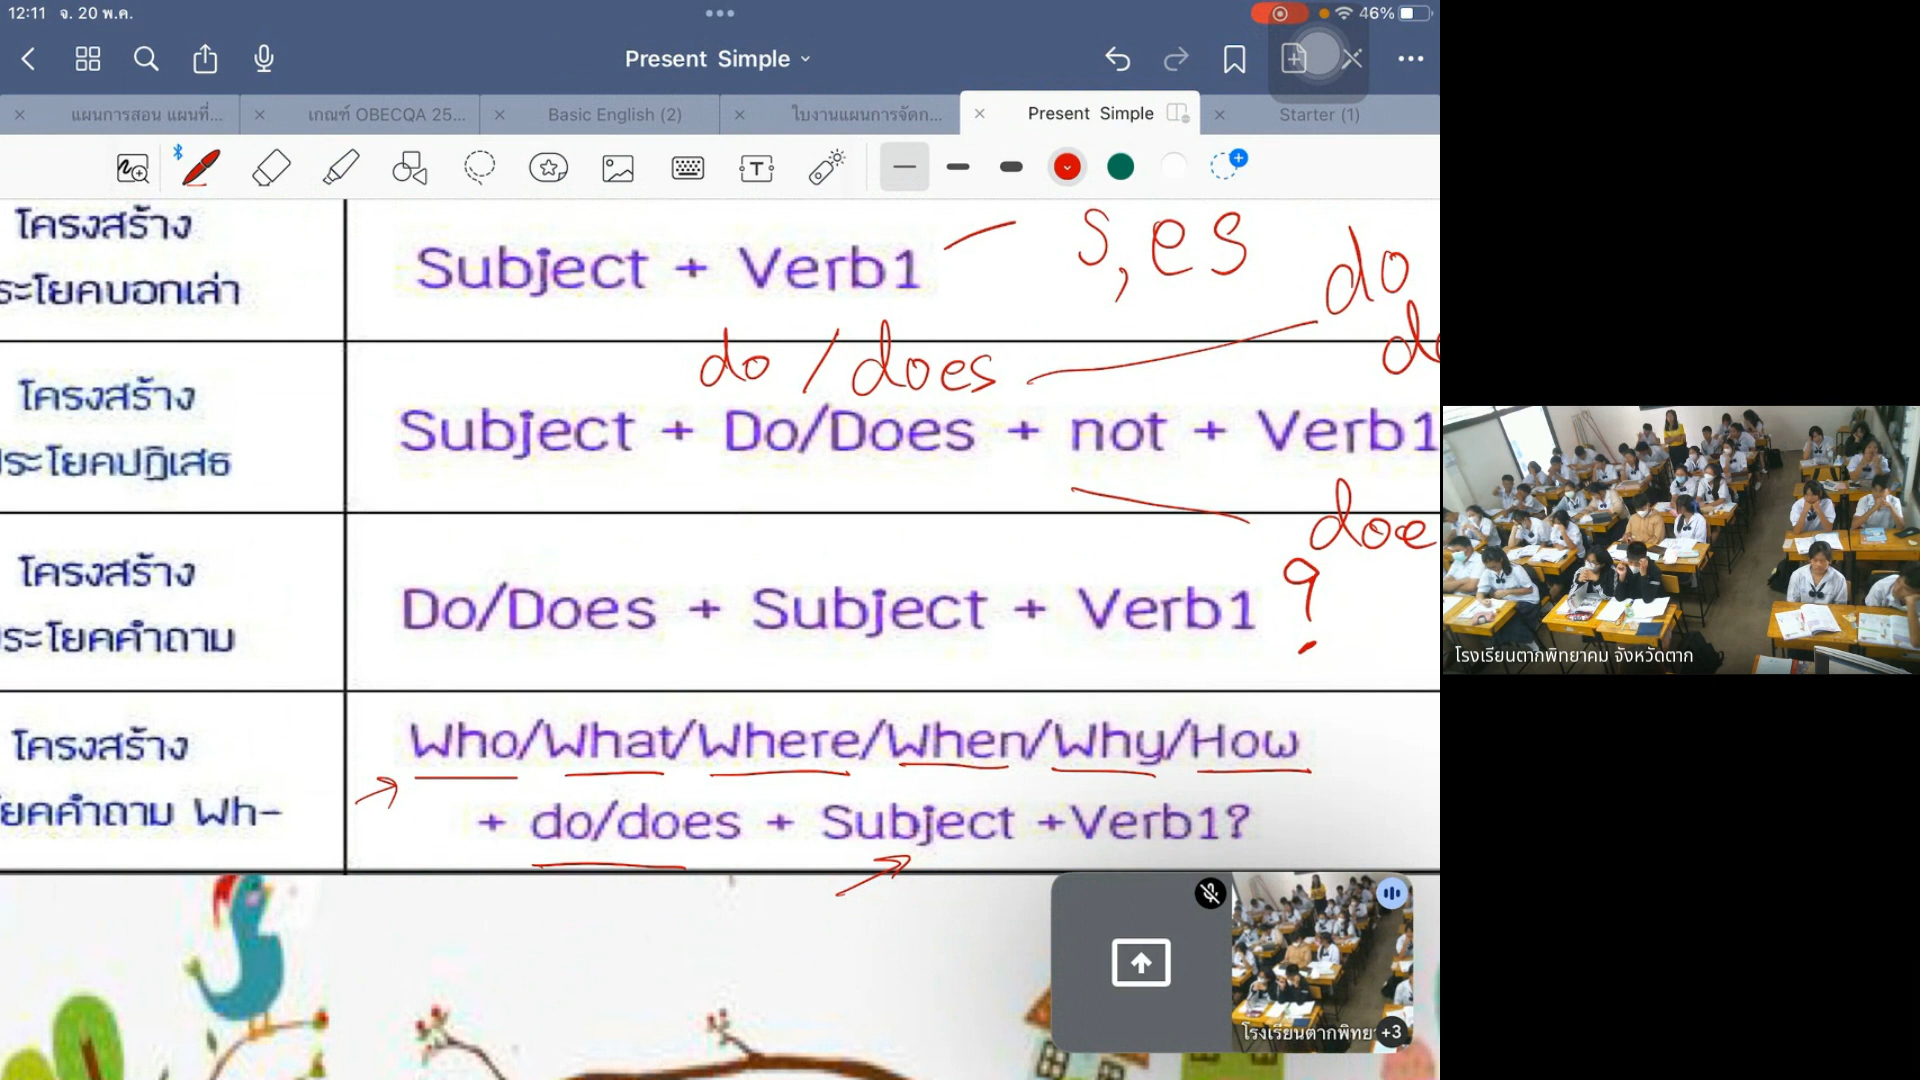 12:11 จ. 20 พ.ค.
46%
Present Simple
แผนการสอน แผนที่...
เกณฑ์ OBECQA 25...
Basic English (2)
ใบงานแผนการจัดก...
Present Simple
Starter (1)
โครงสร้าง
ระโยคบอกเล่า
Subject + Verb1
s, es
do
do / does
โครงสร้าง
ประโยคปฏิเสธ
Subject + Do/Does + not + Verb1
doe
โครงสร้าง
ระโยคคำถาม
Do/Does + Subject + Verb1 ?
โครงสร้าง
โยคคำถาม Wh-
Who/What/Where/When/Why/How
+ do/does + Subject +Verb1?
โรงเรียนตากพิทยาคม จังหวัดตาก
โรงเรียนตากพิทยา
+3